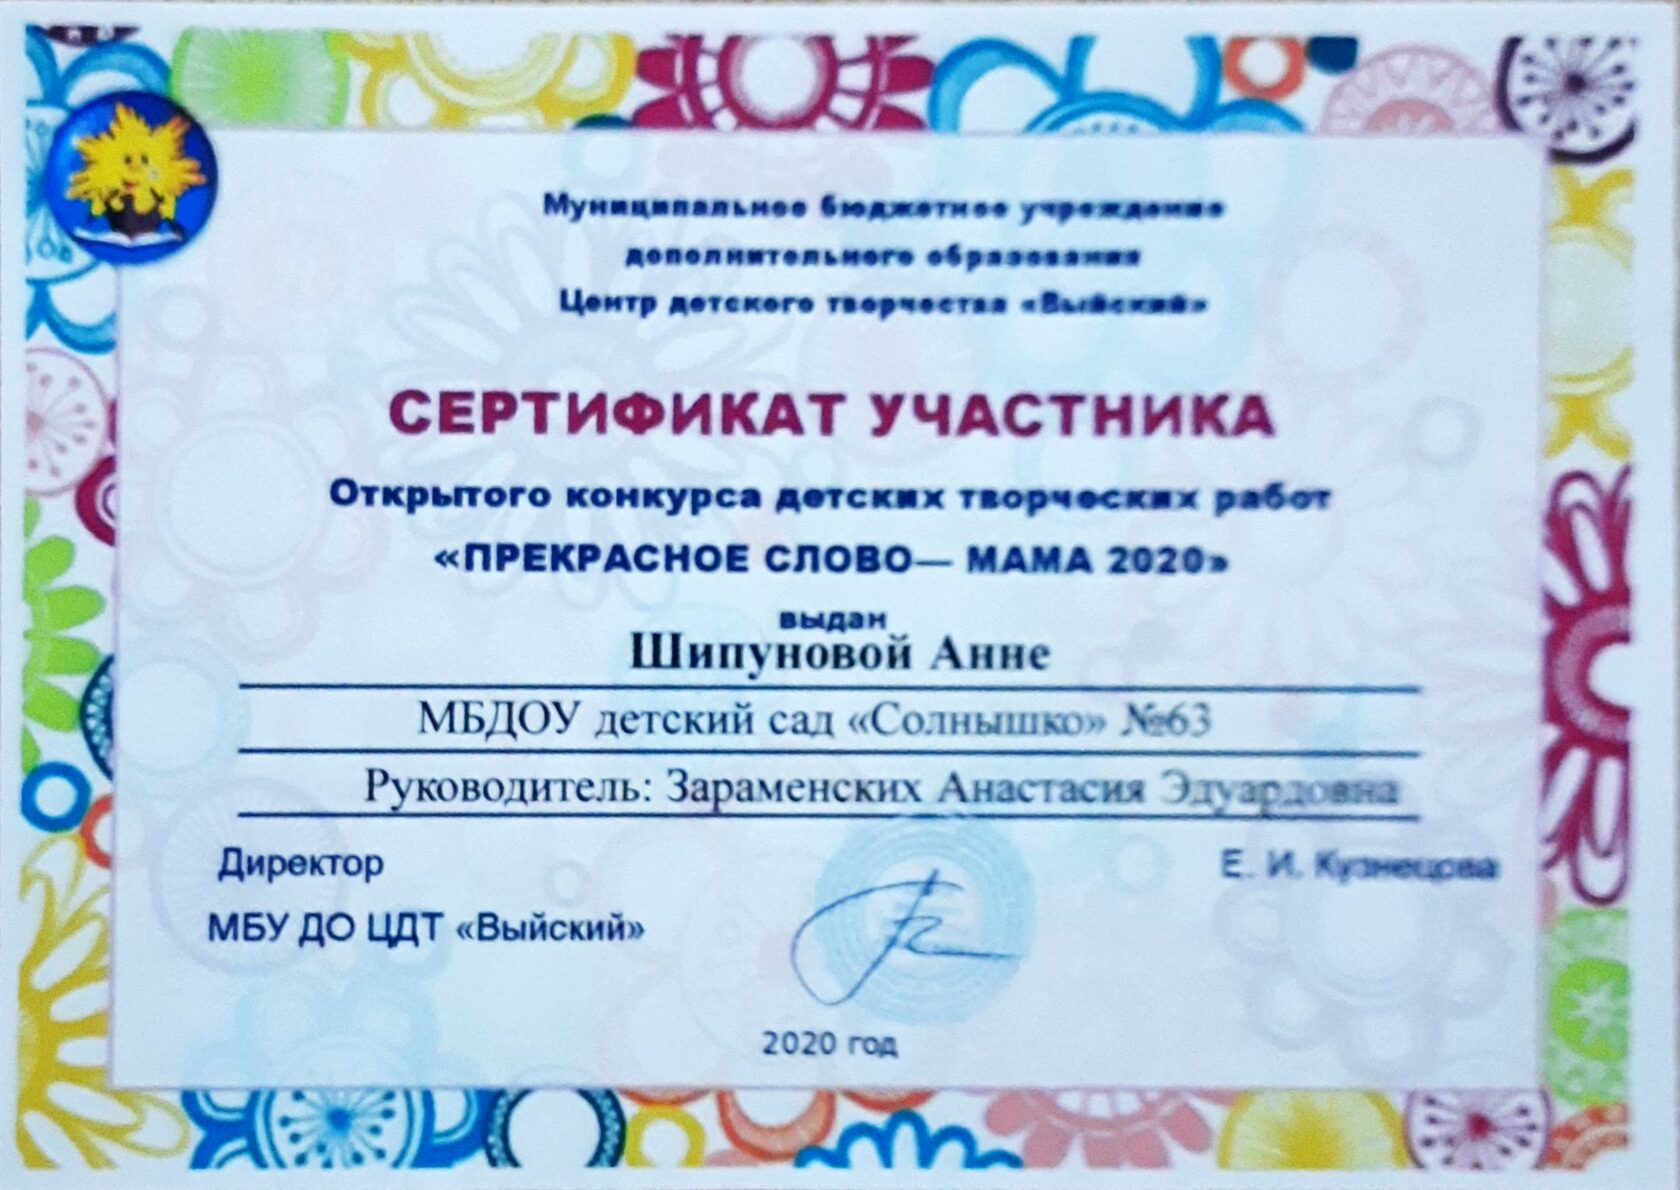 Муниципальное бюджетное учреждение
дополнительного образования
Центр детского творчества «Выйский»
СЕРТИФИКАТ УЧАСТНИКА
Открытого конкурса детских творческих работ
«ПРЕКРАСНОЕ СЛОВО— МАМА 2020»
выдан
Шипуновой Анне
МБДОУ детский сад «Солнышко» №63
Руководитель: Зараменских Анастасия Эдуардовна
Директор
Е. И. Кузнецова
МБУ ДО ЦДТ «Выйский»
2020 год